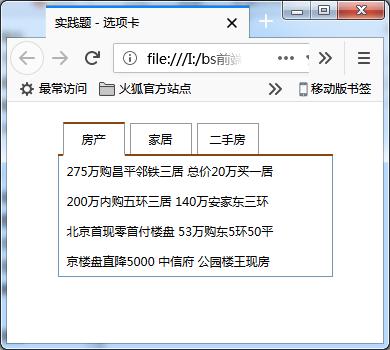 实践题 - 选项卡
file:///I:/bs前端
最常访问 火狐官方站点 移动版书签
房产 家居 二手房
275万购昌平邻铁三居 总价20万买一居
200万内购五环三居 140万安家东三环
北京首现零首付楼盘 53万购东5环50平
京楼盘直降5000 中信府 公园楼王现房